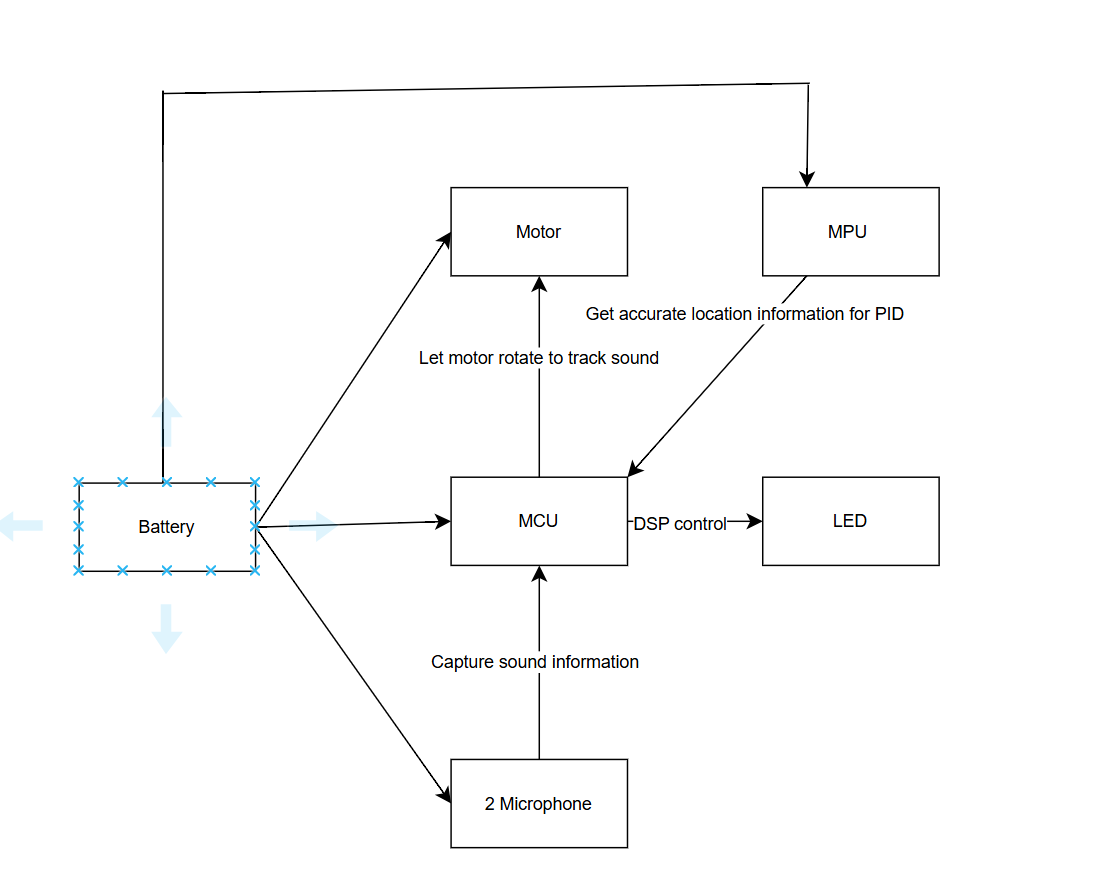 Motor
MPU
Get accurate location information for PID
Let motor rotate to track sound
Battery
MCU
DSP control
LED
Capture sound information
2 Microphone